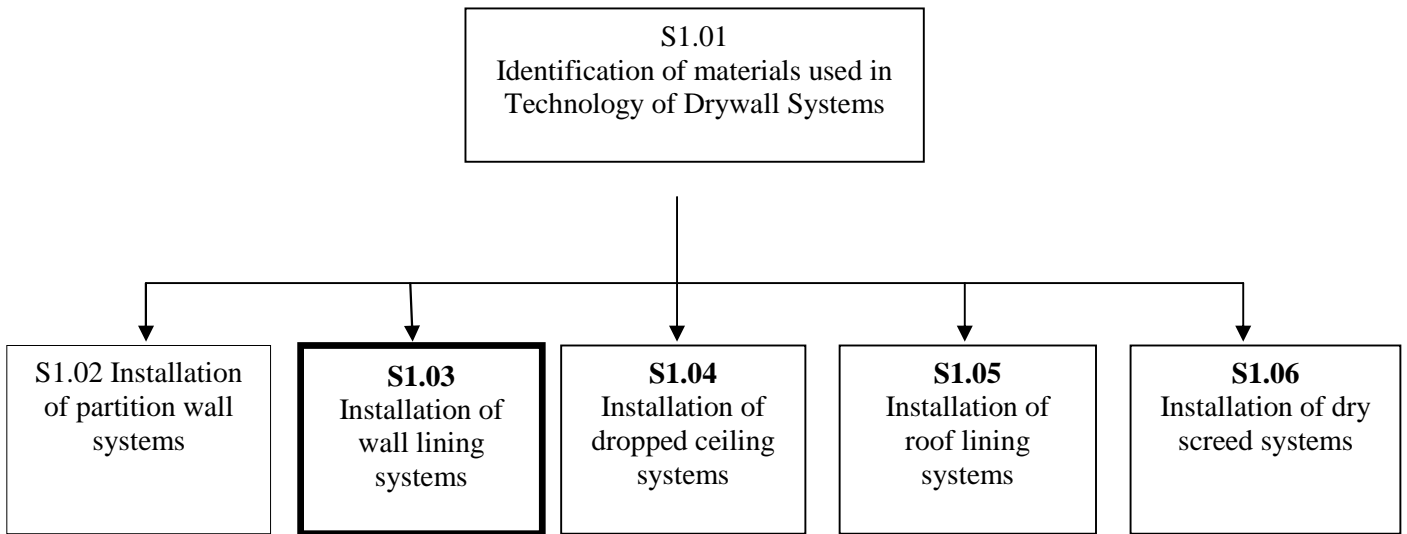 S1.01
Identification of materials used in
Technology of Drywall Systems
S1.02 Installation
of partition wall
systems
S1.03
Installation of
wall lining
systems
S1.04
Installation of
dropped ceiling
systems
S1.05
Installation of
roof lining
systems
S1.06
Installation of dry
screed systems